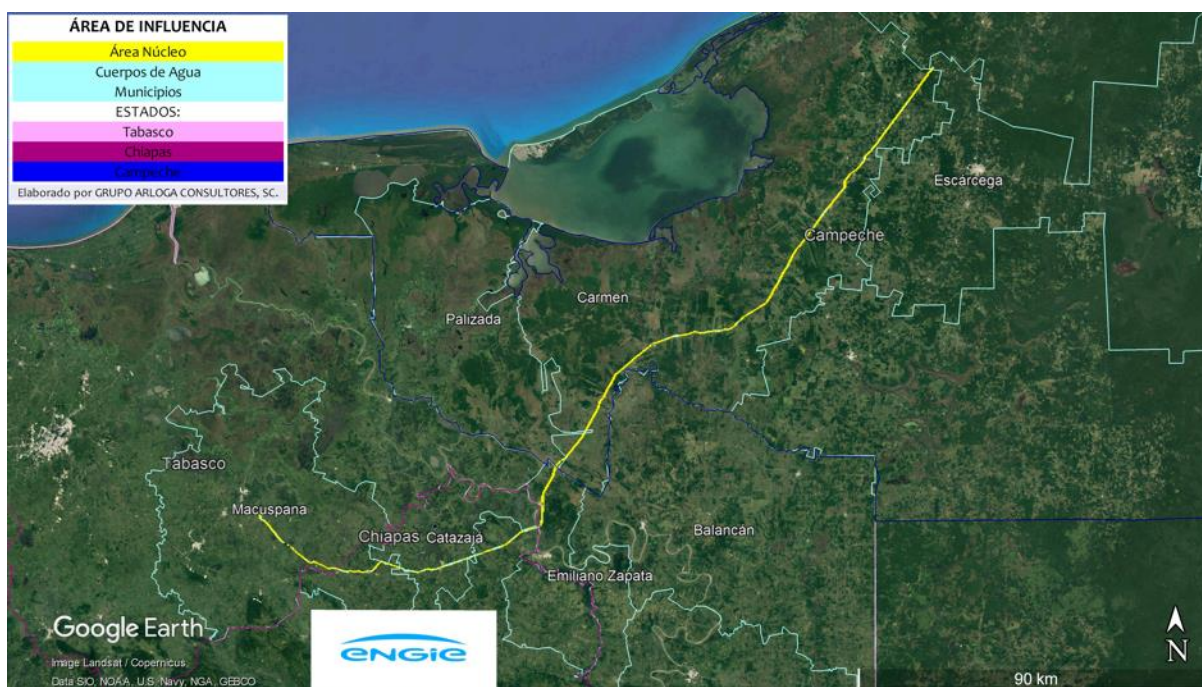 ÁREA DE INFLUENCIA
Área Núcleo
Cuerpos de Agua
Municipios
ESTADOS:
Tabasco
Chiapas
Campeche
Elaborado por GRUPO ARLOGA CONSULTORES, SC.
Escárcega
Campeche
Carmen
Palizada
Tabasco
Macuspana
Chiapas
Catazajá
Balancán
Emiliano Zapata
Google Earth
Image Landsat / Copernicus
Data SIO, NOAA, U.S. Navy, NGA, GEBCO
ENGIE
N
90 km